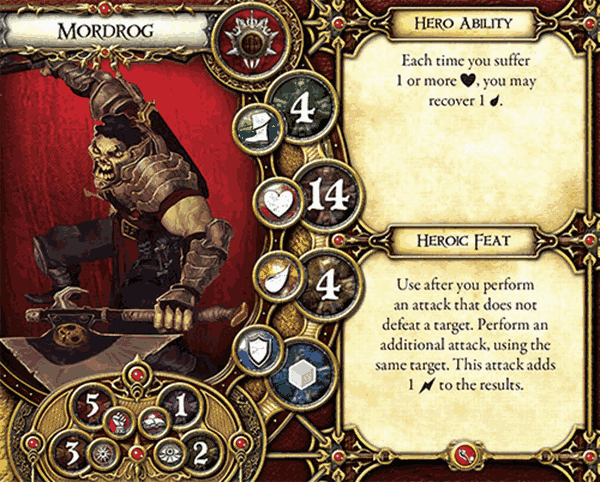 MORDROG
4
14
4
5
1
3
2
HERO ABILITY
Each time you suffer
1 or more ♥, you may
recover 1 .
HEROIC FEAT
Use after you perform
an attack that does not
defeat a target. Perform an
additional attack, using the
same target. This attack adds
1 to the results.